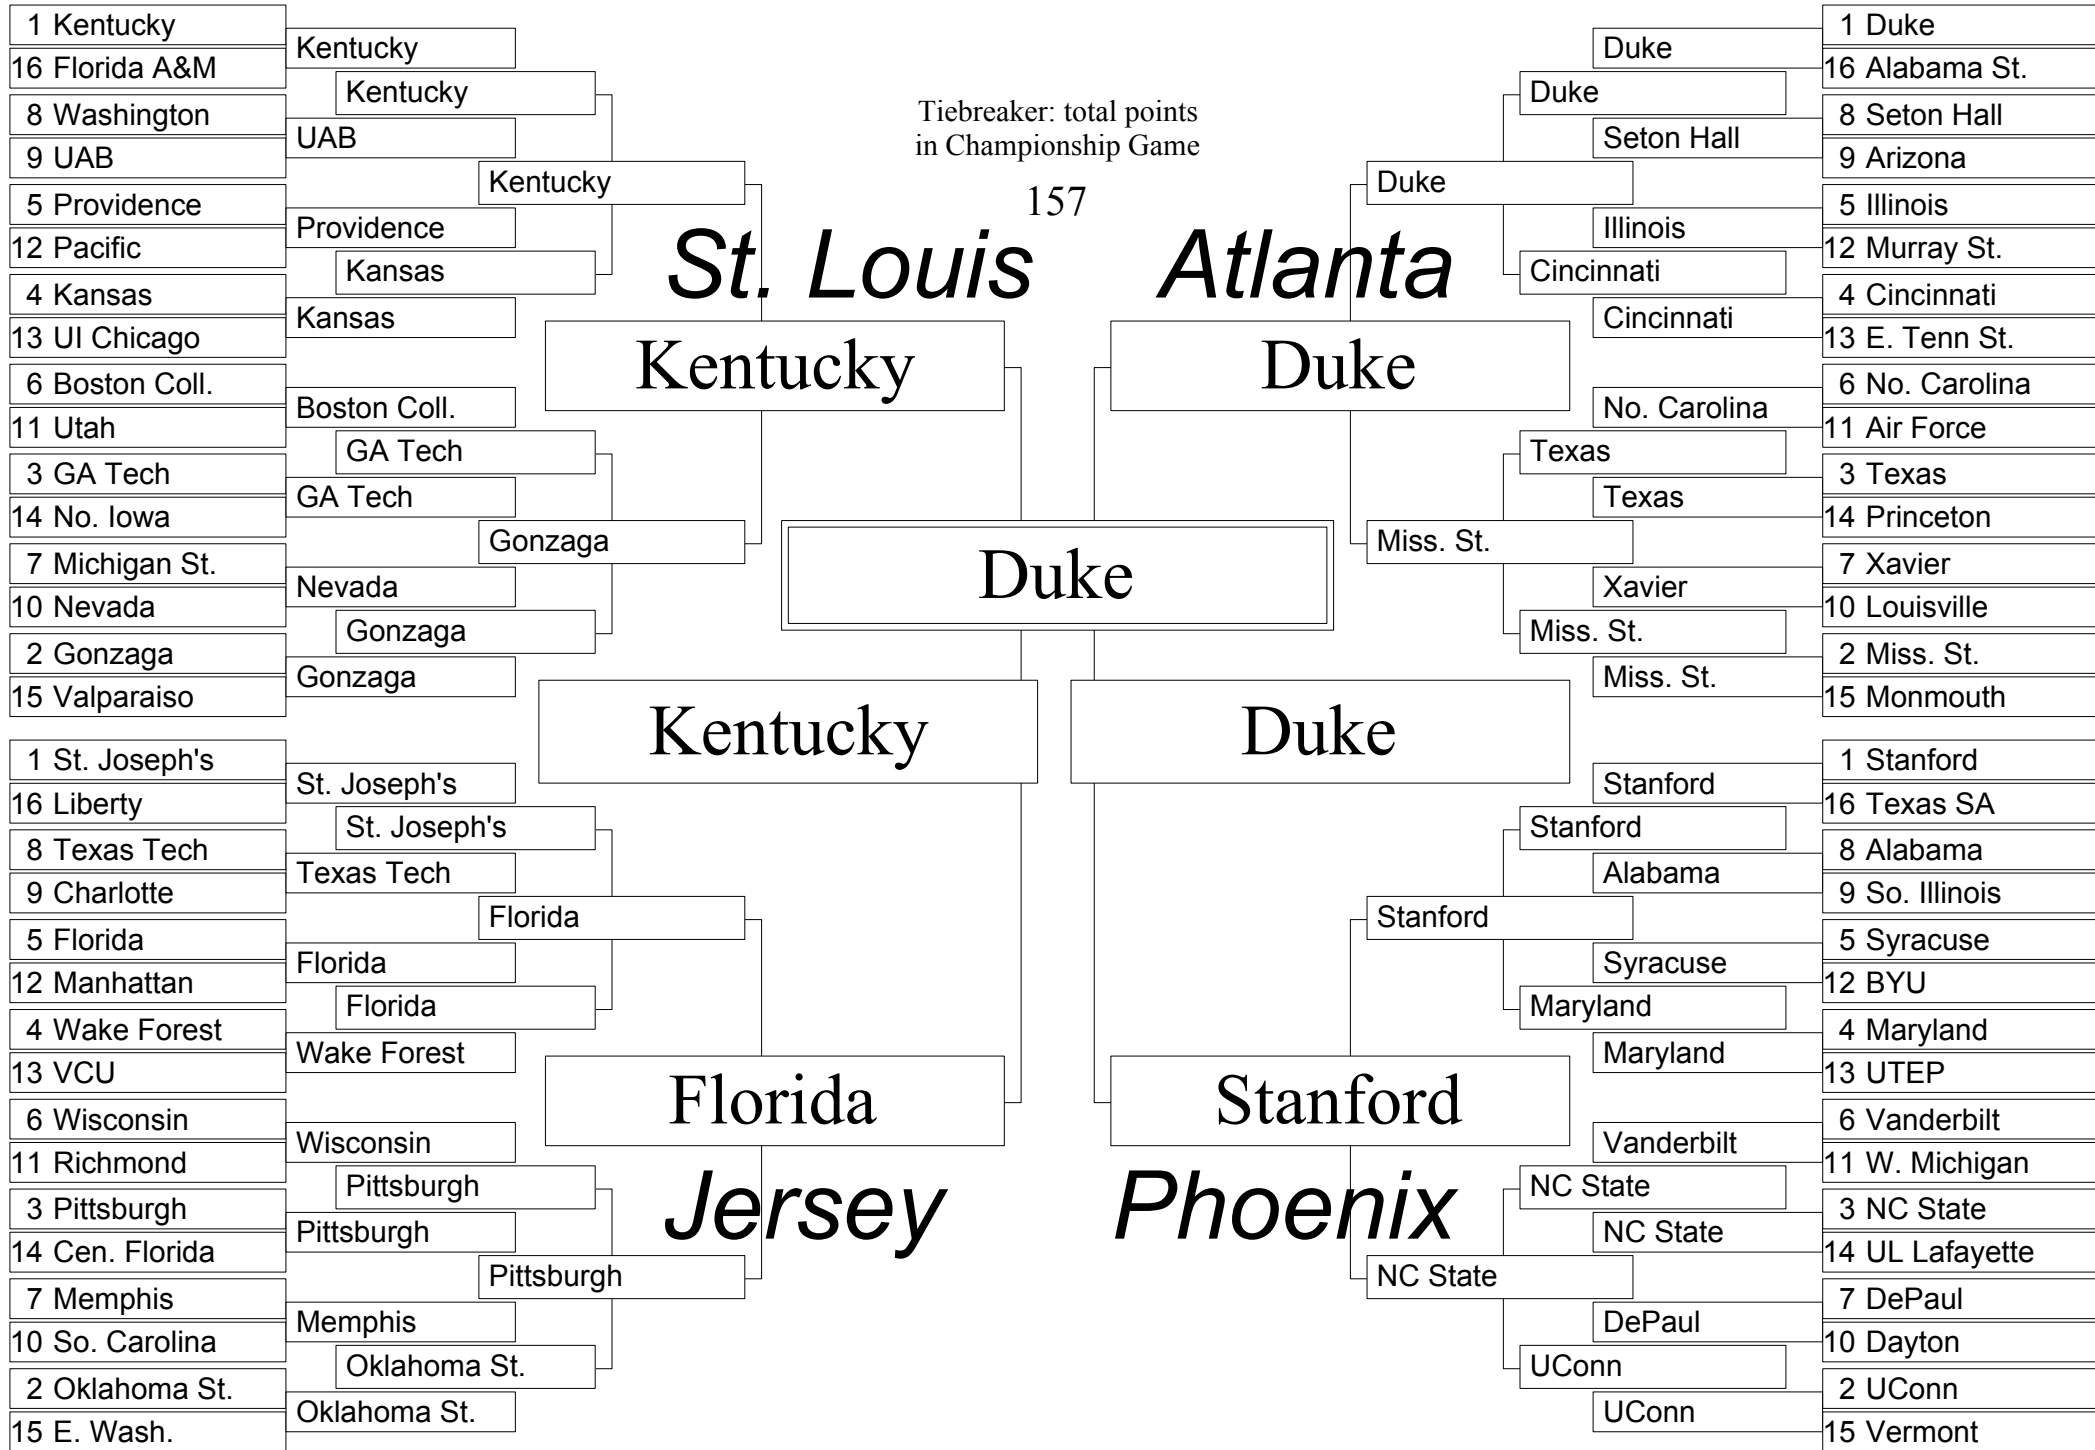 1 Kentucky
16 Florida A&M
8 Washington
9 UAB
5 Providence
12 Pacific
4 Kansas
13 UI Chicago
6 Boston Coll.
11 Utah
3 GA Tech
14 No. Iowa
7 Michigan St.
10 Nevada
2 Gonzaga
15 Valparaiso
Kentucky
UAB
Providence
Kansas
Boston Coll.
GA Tech
Nevada
Gonzaga
Kentucky
Kansas
GA Tech
Gonzaga
Kentucky
Gonzaga
St. Louis
Kentucky
1 St. Joseph's
16 Liberty
8 Texas Tech
9 Charlotte
5 Florida
12 Manhattan
4 Wake Forest
13 VCU
6 Wisconsin
11 Richmond
3 Pittsburgh
14 Cen. Florida
7 Memphis
10 So. Carolina
2 Oklahoma St.
15 E. Wash.
St. Joseph's
Texas Tech
Florida
Wake Forest
Wisconsin
Pittsburgh
Memphis
Oklahoma St.
St. Joseph's
Florida
Pittsburgh
Oklahoma St.
Florida
Pittsburgh
Florida
Jersey
Tiebreaker: total points
in Championship Game
157
Duke
Kentucky
Duke
Atlanta
Duke
Duke
Miss. St.
Duke
Cincinnati
Texas
Miss. St.
Duke
Seton Hall
Illinois
Cincinnati
No. Carolina
Texas
Xavier
Miss. St.
1 Duke
16 Alabama St.
8 Seton Hall
9 Arizona
5 Illinois
12 Murray St.
4 Cincinnati
13 E. Tenn St.
6 No. Carolina
11 Air Force
3 Texas
14 Princeton
7 Xavier
10 Louisville
2 Miss. St.
15 Monmouth
Stanford
Phoenix
Stanford
NC State
Stanford
Maryland
NC State
UConn
Stanford
Alabama
Syracuse
Maryland
Vanderbilt
NC State
DePaul
UConn
1 Stanford
16 Texas SA
8 Alabama
9 So. Illinois
5 Syracuse
12 BYU
4 Maryland
13 UTEP
6 Vanderbilt
11 W. Michigan
3 NC State
14 UL Lafayette
7 DePaul
10 Dayton
2 UConn
15 Vermont